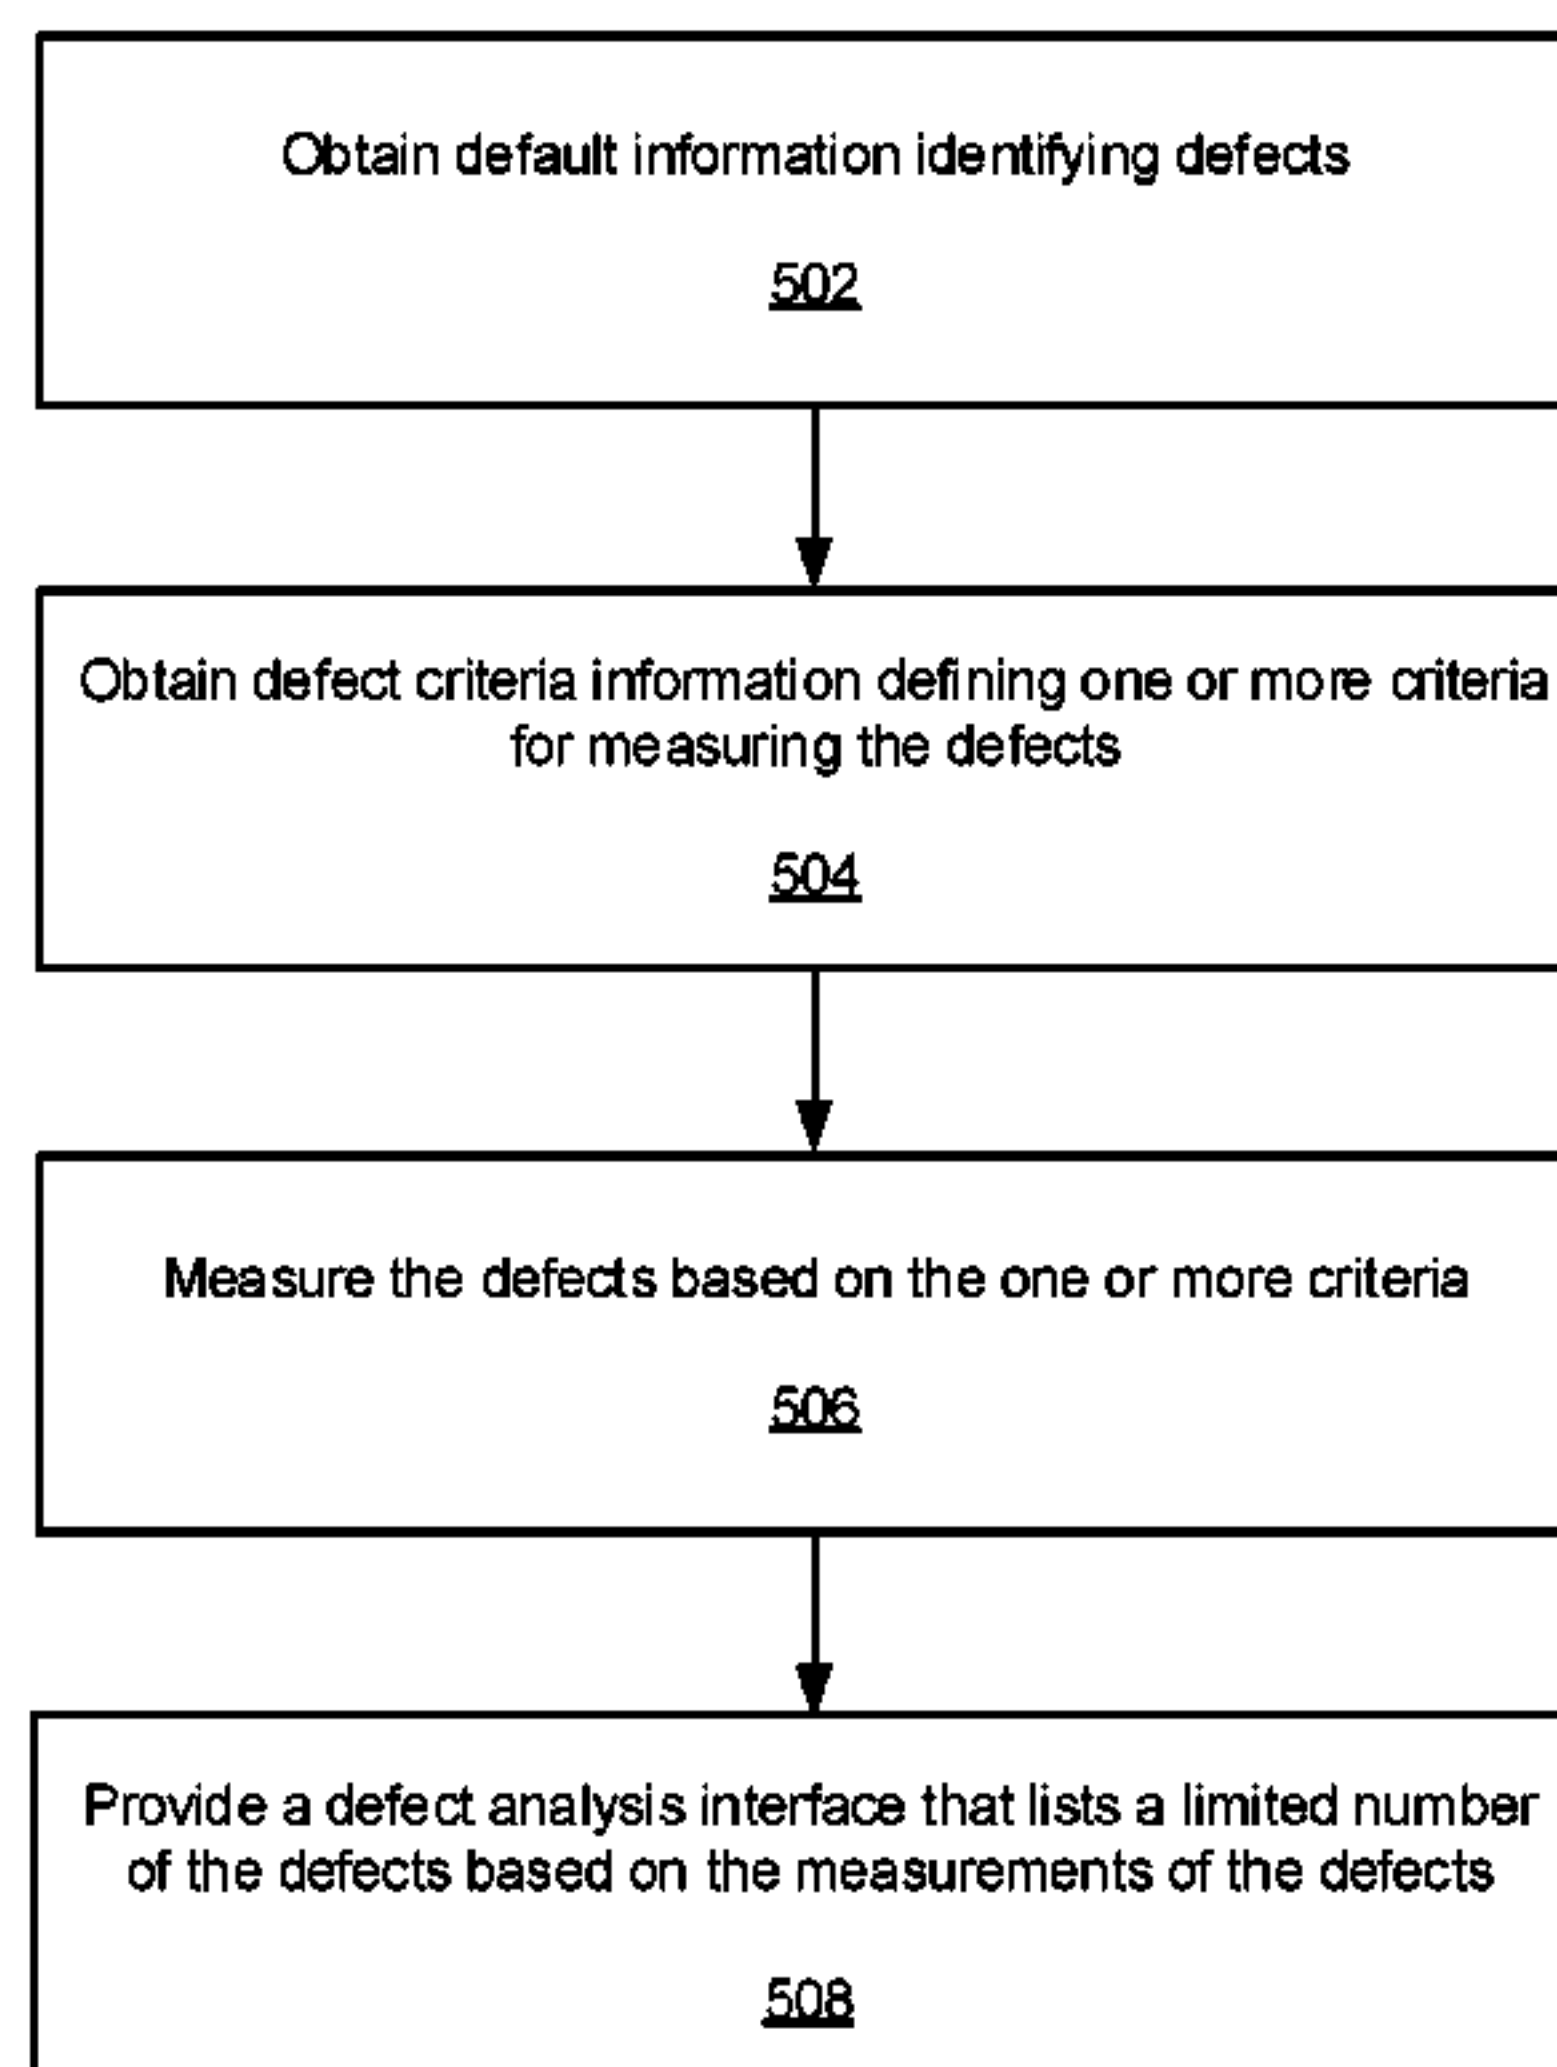 Obtain default information identifying defects
502
Obtain defect criteria information defining one or more criteria
for measuring the defects
504
Measure the defects based on the one or more criteria
506
Provide a defect analysis interface that lists a limited number
of the defects based on the measurements of the defects
508